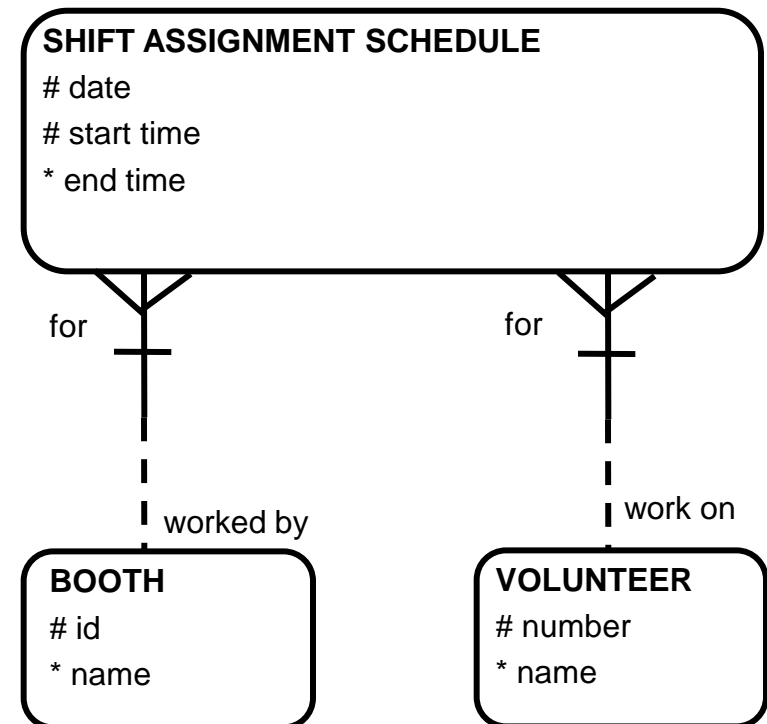 SHIFT ASSIGNMENT SCHEDULE
# date
# start time
* end time
for
for
worked by
work on
BOOTH
# id
* name
VOLUNTEER
# number
* name